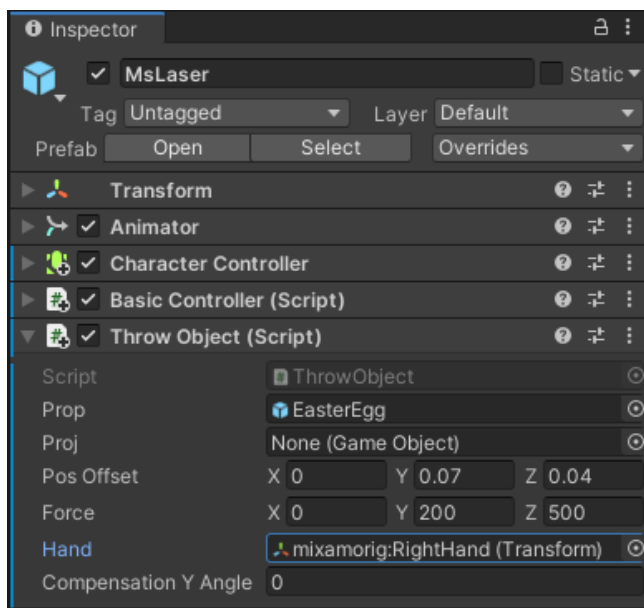 Inspector
MsLaser Static
Tag Untagged Layer Default
Prefab Open Select Overrides
Transform
Animator
Character Controller
# Basic Controller (Script)
# Throw Object (Script)
Script # ThrowObject
Prop EasterEgg
Proj None (Game Object)
Pos Offset X 0 Y 0.07 Z 0.04
Force X 0 Y 200 Z 500
Hand mixamorig:RightHand (Transform)
Compensation Y Angle 0